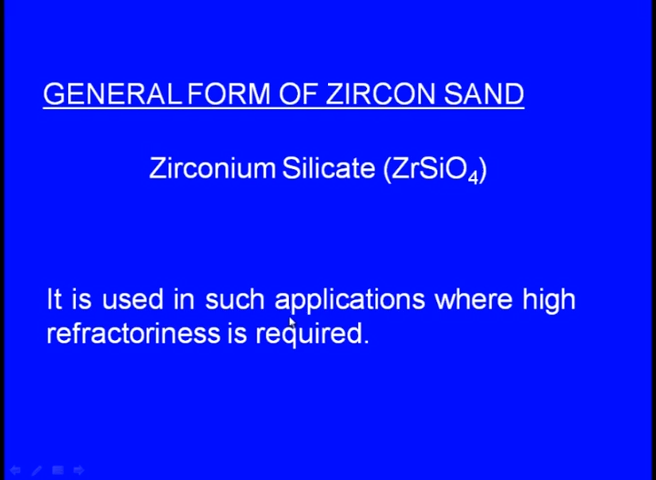 GENERAL FORM OF ZIRCON SAND
Zirconium Silicate (ZrSiO₄)
It is used in such applications where high
refractoriness is required.